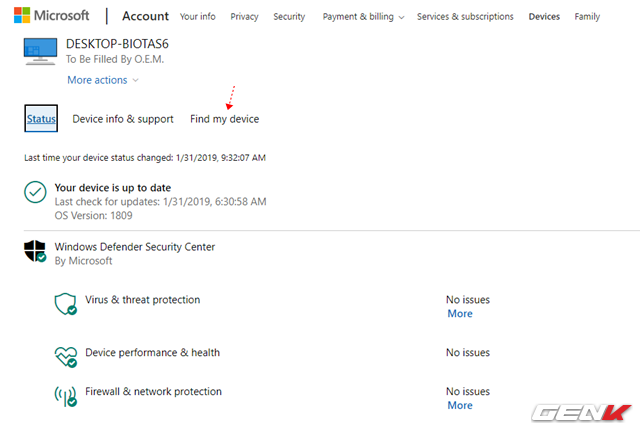 Microsoft Account Your info Privacy Security Payment & billing Services & subscriptions Devices Family
DESKTOP-BIOTAS6
To Be Filled By O.E.M.
More actions
Status Device info & support Find my device
Last time your device status changed: 1/31/2019, 9:32:07 AM
Your device is up to date
Last check for updates: 1/31/2019, 6:30:58 AM
OS Version: 1809
Windows Defender Security Center
By Microsoft
Virus & threat protection No issues
More
Device performance & health No issues
Firewall & network protection No issues
More
GENK